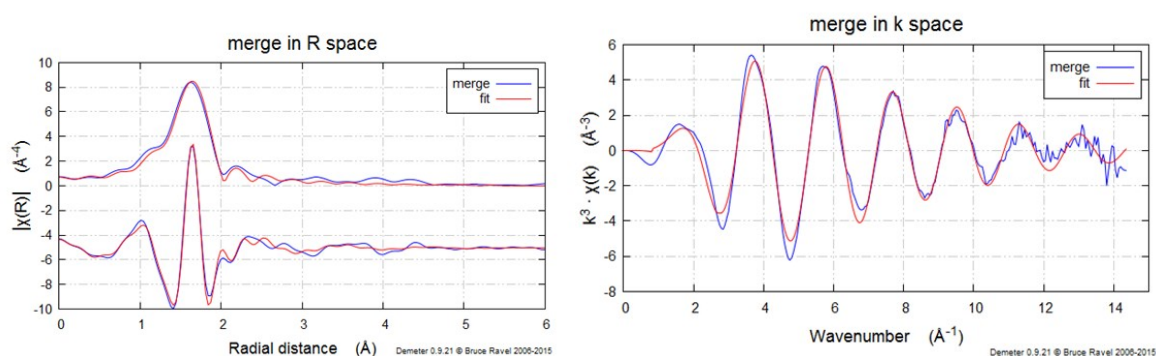 merge in R space
merge
fit
|χ(R)| (Å⁻⁴)
10
8
6
4
2
0
-2
-4
-6
-8
-10
0
1
2
3
4
5
6
Radial distance (Å)
Demeter 0.9.21 © Bruce Ravel 2006-2015
merge in k space
merge
fit
k³ · χ(k) (Å⁻³)
6
4
2
0
-2
-4
-6
-8
0
2
4
6
8
10
12
14
Wavenumber (Å⁻¹)
Demeter 0.9.21 © Bruce Ravel 2006-2015